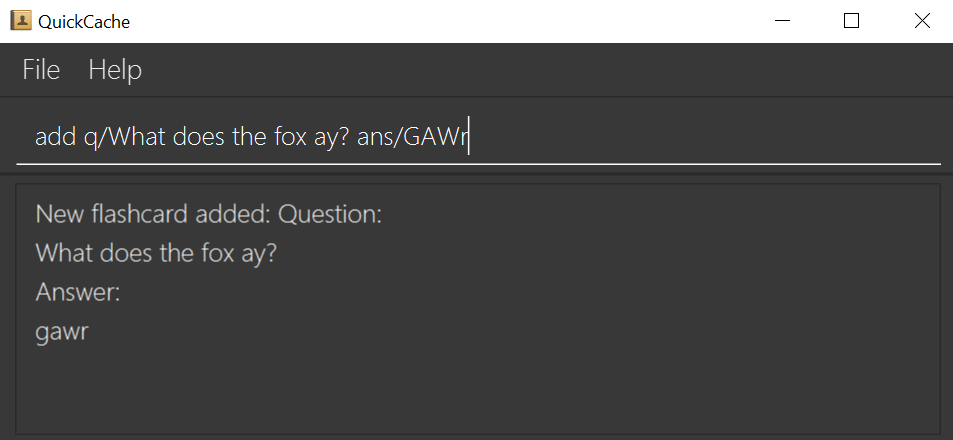 QuickCache
File Help
add q/What does the fox ay? ans/GAWr
New flashcard added: Question:
What does the fox ay?
Answer:
gawr